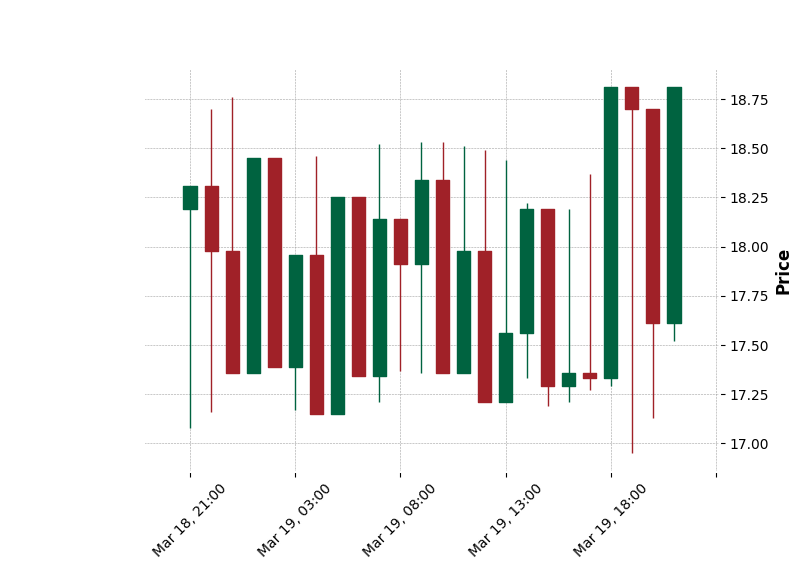 18.75
18.50
18.25
18.00
17.75
17.50
17.25
17.00
Price
Mar 18, 21:00
Mar 19, 03:00
Mar 19, 08:00
Mar 19, 13:00
Mar 19, 18:00